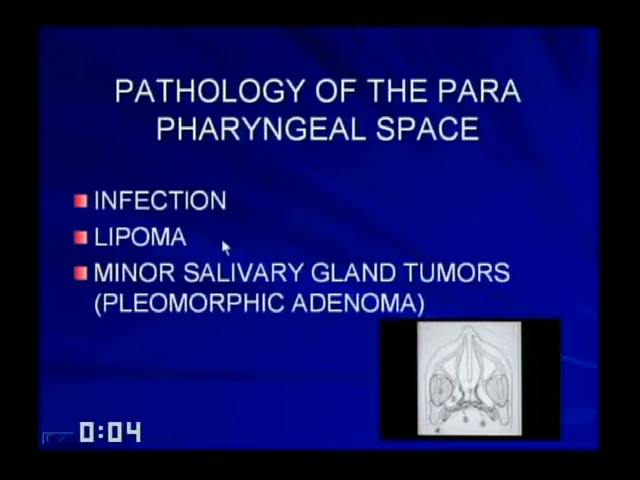 PATHOLOGY OF THE PARA
PHARYNGEAL SPACE
INFECTION
LIPOMA
MINOR SALIVARY GLAND TUMORS
(PLEOMORPHIC ADENOMA)
0:04